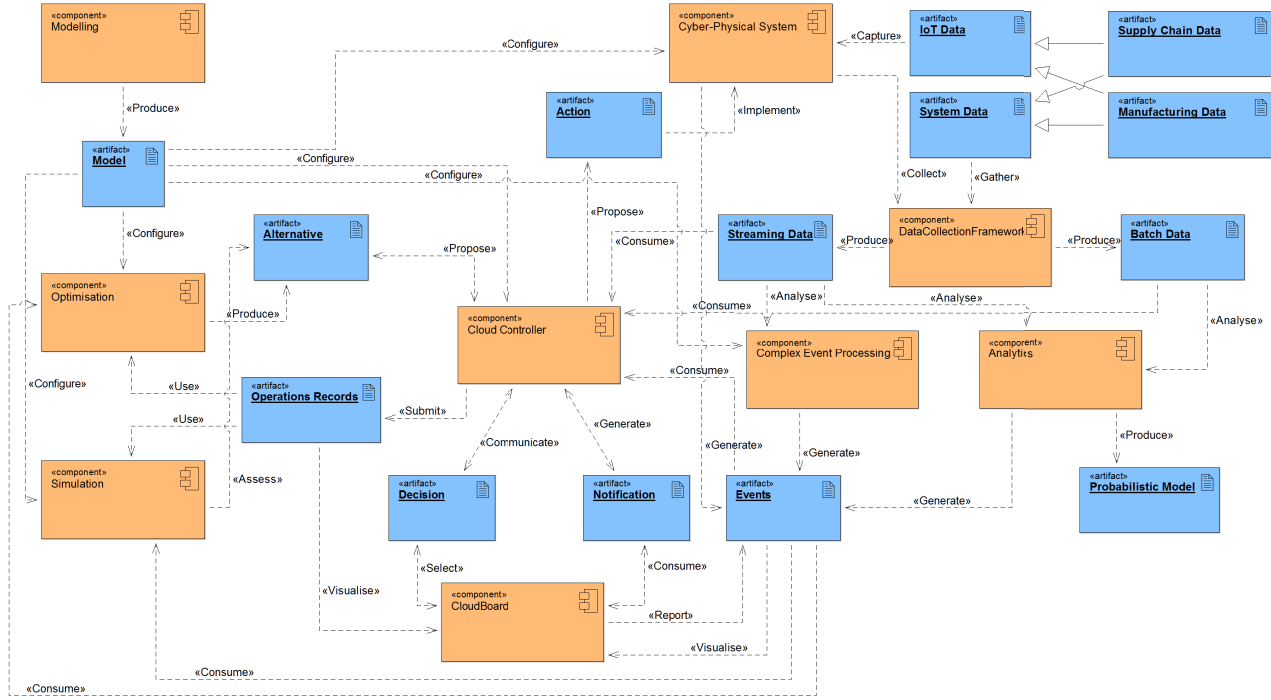 «component»
Modelling
«component»
Cyber-Physical System
«artifact»
IoT Data
«artifact»
Supply Chain Data
«Configure»
«Capture»
«artifact»
Action
«artifact»
System Data
«artifact»
Manufacturing Data
«Produce»
«Implement»
«artifact»
Model
«Configure»
«Configure»
«Collect»
«Gather»
«artifact»
Alternative
«Propose»
«artifact»
Streaming Data
«component»
DataCollectionFramework
«artifact»
Batch Data
«Configure»
«Propose»
«Consume»
«Produce»
«Produce»
«component»
Optimisation
«Produce»
«Analyse»
«Analyse»
«Consume»
«Analyse»
«component»
Cloud Controller
«component»
Complex Event Processing
«component»
Analytics
«Configure»
«Use»
«artifact»
Operations Records
«Consume»
«Use»
«Submit»
«Generate»
«Communicate»
«Generate»
«Generate»
«Produce»
«component»
Simulation
«Assess»
«artifact»
Decision
«artifact»
Notification
«artifact»
Events
«Generate»
«artifact»
Probabilistic Model
«Select»
«Consume»
«Visualise»
«component»
CloudBoard
«Report»
«Visualise»
«Consume»
«Consume»